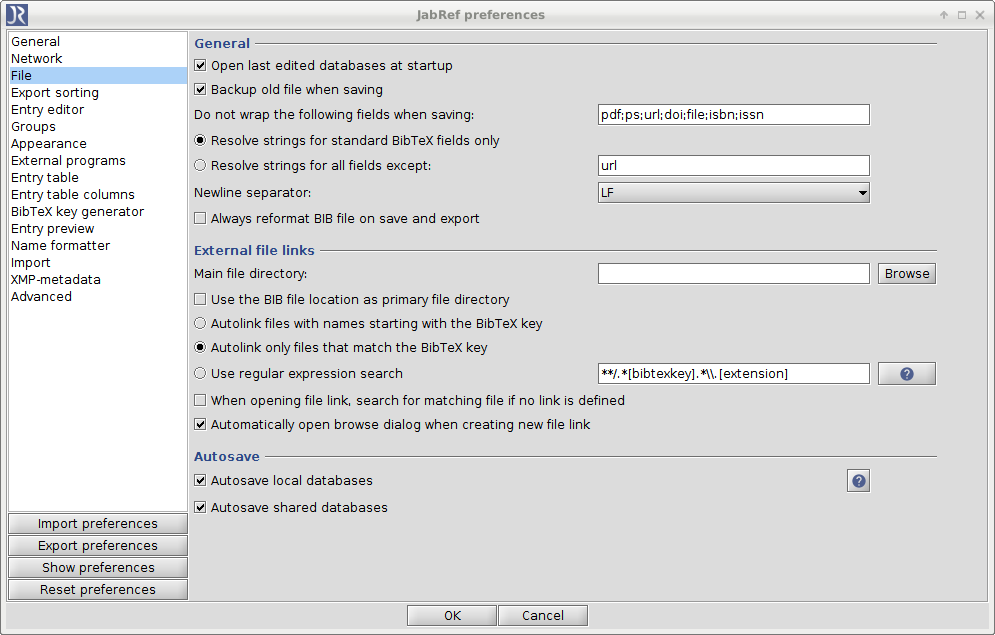 JabRef preferences
General
Network
File
Export sorting
Entry editor
Groups
Appearance
External programs
Entry table
Entry table columns
BibTeX key generator
Entry preview
Name formatter
Import
XMP-metadata
Advanced
Import preferences
Export preferences
Show preferences
Reset preferences
General
Open last edited databases at startup
Backup old file when saving
Do not wrap the following fields when saving: pdf;ps;url;doi;file;isbn;issn
Resolve strings for standard BibTeX fields only
Resolve strings for all fields except: url
Newline separator: LF
Always reformat BIB file on save and export
External file links
Main file directory: Browse
Use the BIB file location as primary file directory
Autolink files with names starting with the BibTeX key
Autolink only files that match the BibTeX key
Use regular expression search **/.*[bibtexkey].*\\.[extension] ?
When opening file link, search for matching file if no link is defined
Automatically open browse dialog when creating new file link
Autosave
Autosave local databases ?
Autosave shared databases
OK Cancel